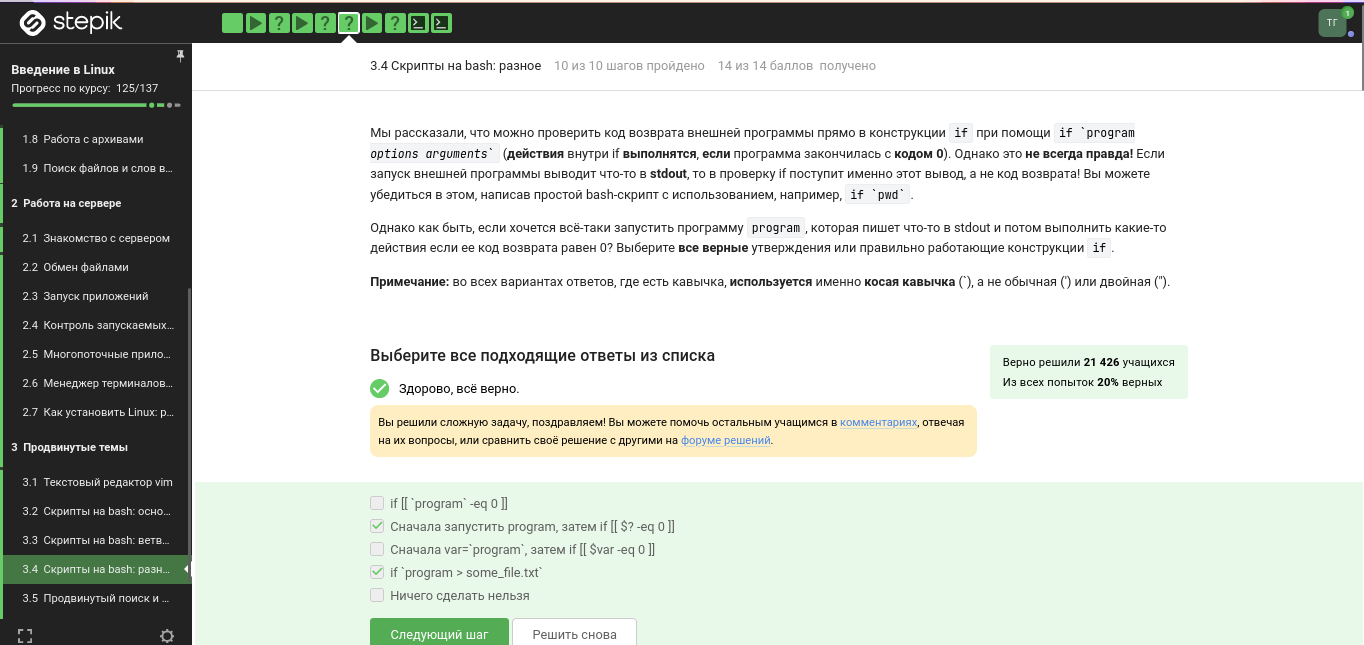 stepik
ТГ
1
Введение в Linux
Прогресс по курсу: 125/137
1.8 Работа с архивами
1.9 Поиск файлов и слов в...
2 Работа на сервере
2.1 Знакомство с сервером
2.2 Обмен файлами
2.3 Запуск приложений
2.4 Контроль запускаемых...
2.5 Многопоточные прило...
2.6 Менеджер терминалов...
2.7 Как установить Linux: р...
3 Продвинутые темы
3.1 Текстовый редактор vim
3.2 Скрипты на bash: осно...
3.3 Скрипты на bash: ветв...
3.4 Скрипты на bash: разн...
3.5 Продвинутый поиск и ...
3.4 Скрипты на bash: разное 10 из 10 шагов пройдено 14 из 14 баллов получено
Мы рассказали, что можно проверить код возврата внешней программы прямо в конструкции if при помощи if `program
options arguments` (действия внутри if выполнятся, если программа закончилась с кодом 0). Однако это не всегда правда! Если
запуск внешней программы выводит что-то в stdout, то в проверку if поступит именно этот вывод, а не код возврата! Вы можете
убедиться в этом, написав простой bash-скрипт с использованием, например, if `pwd` .
Однако как быть, если хочется всё-таки запустить программу program, которая пишет что-то в stdout и потом выполнить какие-то
действия если ее код возврата равен 0? Выберите все верные утверждения или правильно работающие конструкции if .
Примечание: во всех вариантах ответов, где есть кавычка, используется именно косая кавычка (`), а не обычная (') или двойная (").
Выберите все подходящие ответы из списка
Верно решили 21 426 учащихся
Из всех попыток 20% верных
Здорово, всё верно.
Вы решили сложную задачу, поздравляем! Вы можете помочь остальным учащимся в комментариях, отвечая
на их вопросы, или сравнить своё решение с другими на форуме решений.
if [[ `program` -eq 0 ]]
Сначала запустить program, затем if [[ $? -eq 0 ]]
Сначала var=`program`, затем if [[ $var -eq 0 ]]
if `program > some_file.txt`
Ничего сделать нельзя
Следующий шаг
Решить снова